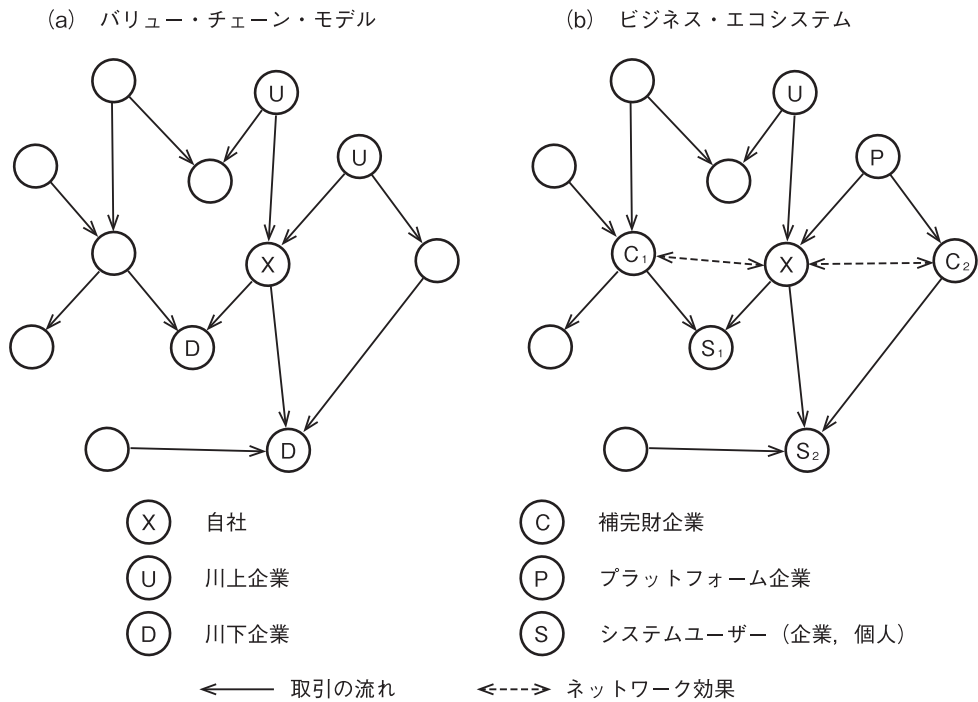 (a) バリュー・チェーン・モデル
(b) ビジネス・エコシステム
U
U
X
D
D
U
P
C₁
X
C₂
S₁
S₂
X 自社
U 川上企業
D 川下企業
C 補完財企業
P プラットフォーム企業
S システムユーザー（企業，個人）
取引の流れ
ネットワーク効果